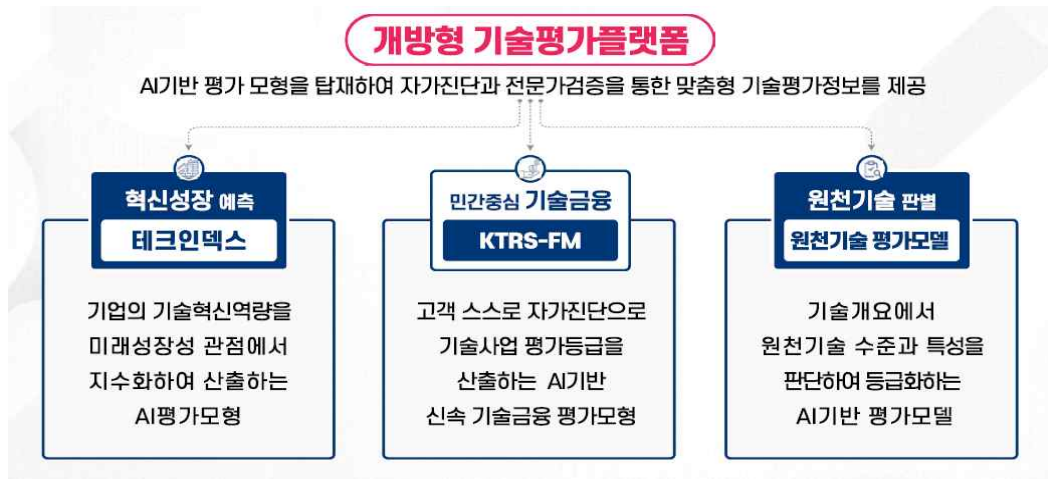 개방형 기술평가플랫폼
AI기반 평가 모형을 탑재하여 자가진단과 전문가검증을 통한 맞춤형 기술평가정보를 제공
혁신성장 예측
테크인덱스
기업의 기술혁신역량을
미래성장성 관점에서
지수화하여 산출하는
AI평가모형
민간중심 기술금융
KTRS-FM
고객 스스로 자가진단으로
기술사업 평가등급을
산출하는 AI기반
신속 기술금융 평가모형
원천기술 판별
원천기술 평가모델
기술개요에서
원천기술 수준과 특성을
판단하여 등급화하는
AI기반 평가모델